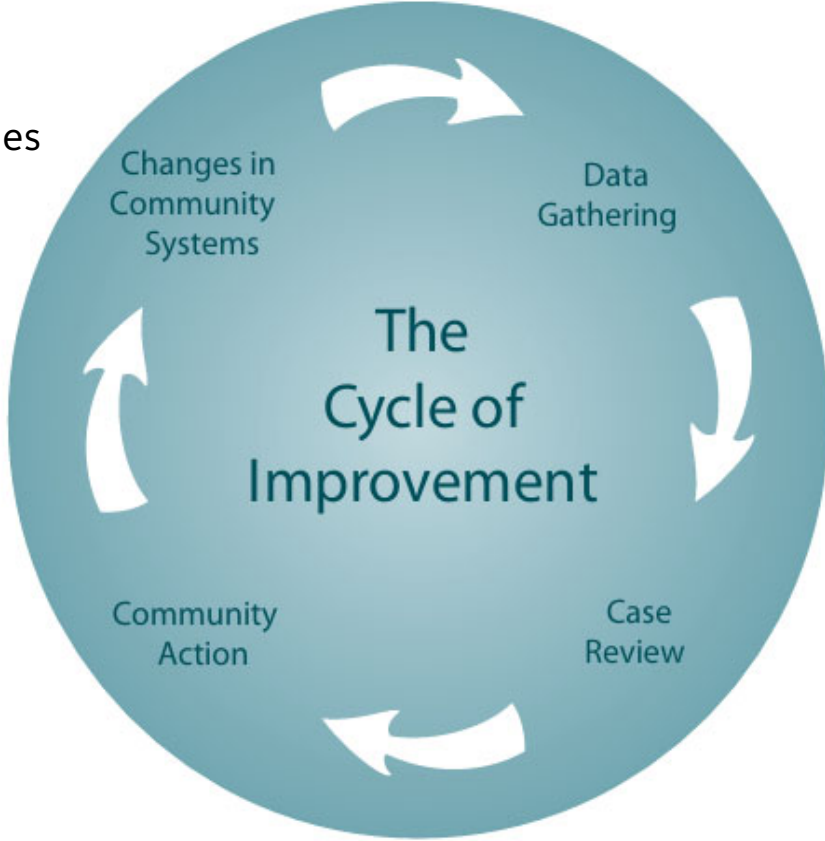 es
Changes in
Community
Systems
Data
Gathering
The
Cycle of
Improvement
Community
Action
Case
Review